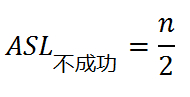 ASL不成功 = n/2